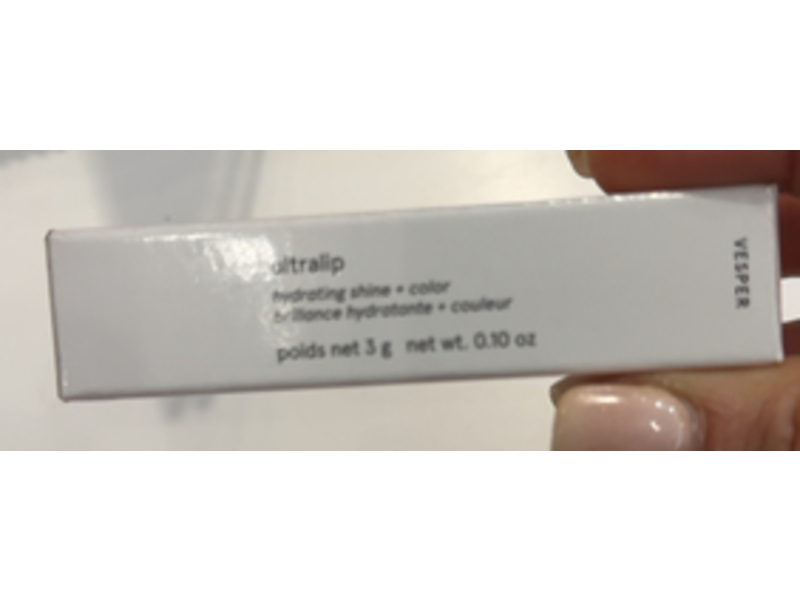 ultralip
hydrating shine + color
brillance hydratante + couleur
poids net 3 g net wt. 0.10 oz
VESPER